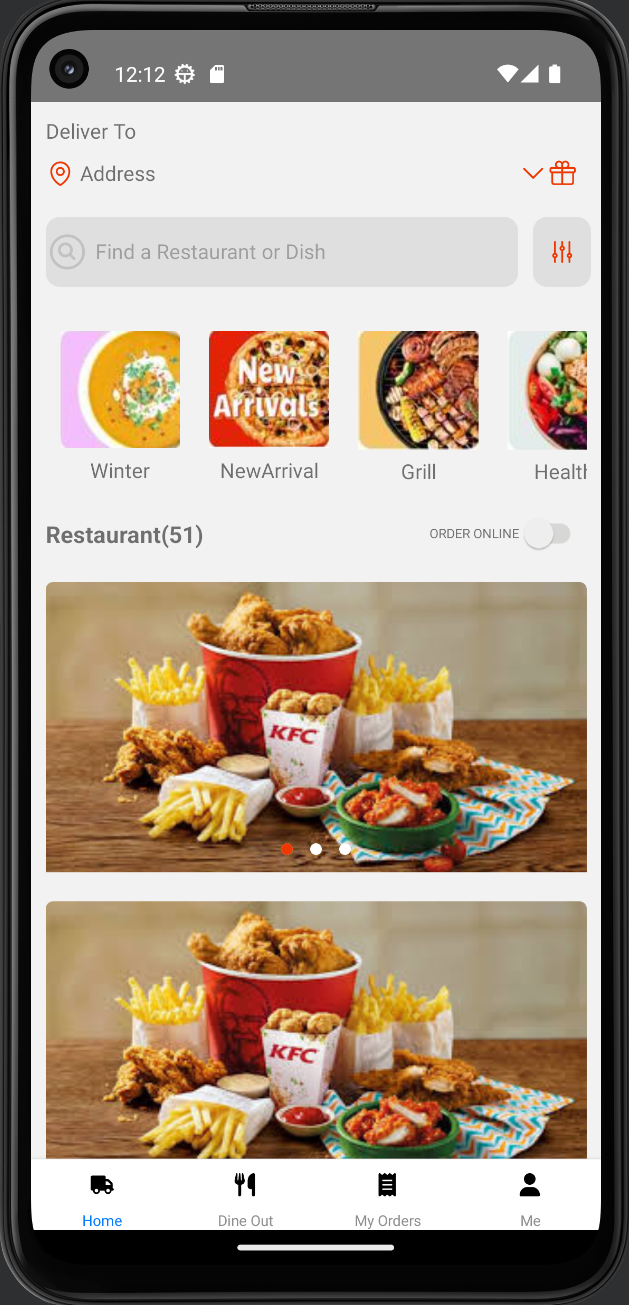 12:12
Deliver To
Address
Find a Restaurant or Dish
New
Arrivals
Winter
NewArrival
Grill
Health
Restaurant(51)
ORDER ONLINE
KFC
KFC
Home
Dine Out
My Orders
Me